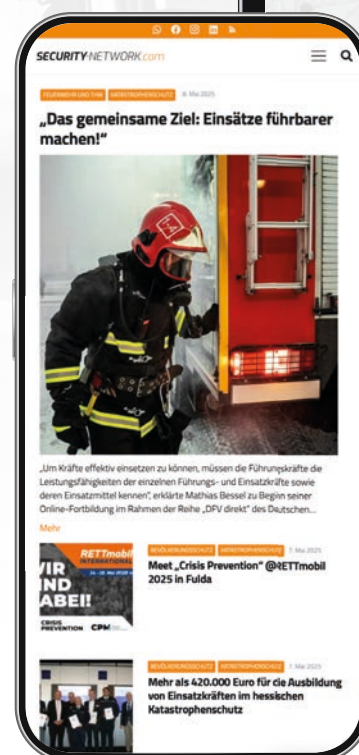 SECURITY-NETWORK.com
FEUERWEHR UND THW KATASTROPHENSCHUTZ 8. Mai 2025
„Das gemeinsame Ziel: Einsätze führbarer
machen!“
„Um Kräfte effektiv einsetzen zu können, müssen die Führungskräfte die
Leistungsfähigkeiten der einzelnen Führungs- und Einsatzkräfte sowie
deren Einsatzmittel kennen“, erklärte Mathias Bessel zu Beginn seiner
Online-Fortbildung im Rahmen der Reihe „DFV direkt“ des Deutschen...
Mehr
RETTmobil
INTERNATIONAL
WIR
IND
ABEI!
CRISIS
PREVENTION CPM
BEVÖLKERUNGSSCHUTZ KATASTROPHENSCHUTZ 7. Mai 2025
Meet „Crisis Prevention“ @RETTmobil
2025 in Fulda
BEVÖLKERUNGSSCHUTZ KATASTROPHENSCHUTZ 7. Mai 2025
Mehr als 420.000 Euro für die Ausbildung
von Einsatzkräften im hessischen
Katastrophenschutz